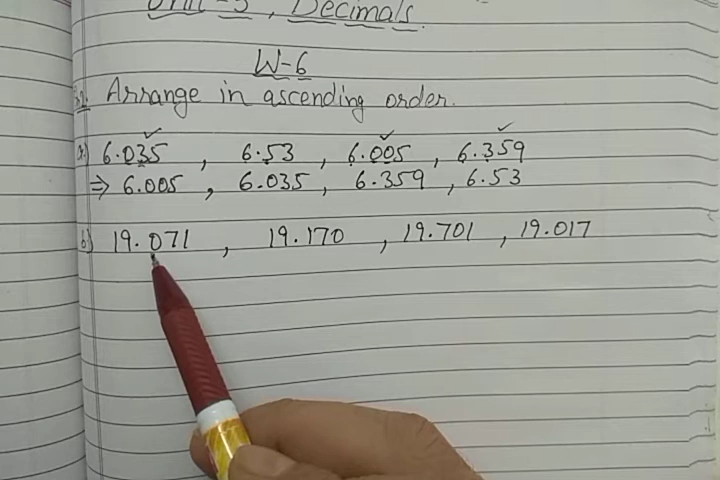 Unit-5, Decimals.
W-6
Arrange in ascending order.
a) 6.035, 6.53, 6.005, 6.359
⇒ 6.005, 6.035, 6.359, 6.53
b) 19.071, 19.170, 19.701, 19.017